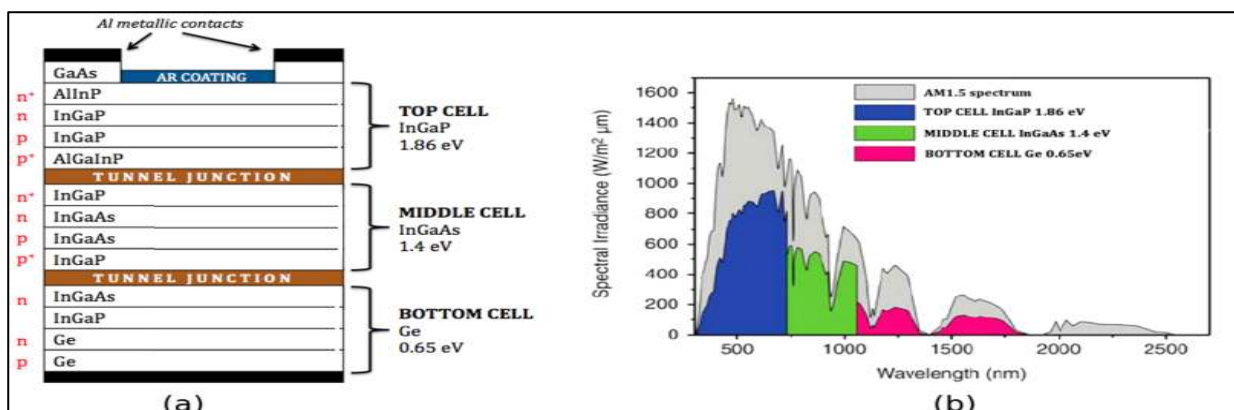 Al metallic contacts
GaAs
AR COATING
n⁺ AlInP
n InGaP
p InGaP
p⁺ AlGaInP
TOP CELL
InGaP
1.86 eV
TUNNEL JUNCTION
n⁺ InGaP
n InGaAs
p InGaAs
p⁺ InGaP
MIDDLE CELL
InGaAs
1.4 eV
TUNNEL JUNCTION
n InGaAs
InGaP
n Ge
p Ge
BOTTOM CELL
Ge
0.65 eV
(a)
AM1.5 spectrum
TOP CELL InGaP 1.86 eV
MIDDLE CELL InGaAs 1.4 eV
BOTTOM CELL Ge 0.65eV
Spectral Irradiance (W/m² µm)
1600
1400
1200
1000
800
600
400
200
0
500 1000 1500 2000 2500
Wavelength (nm)
(b)